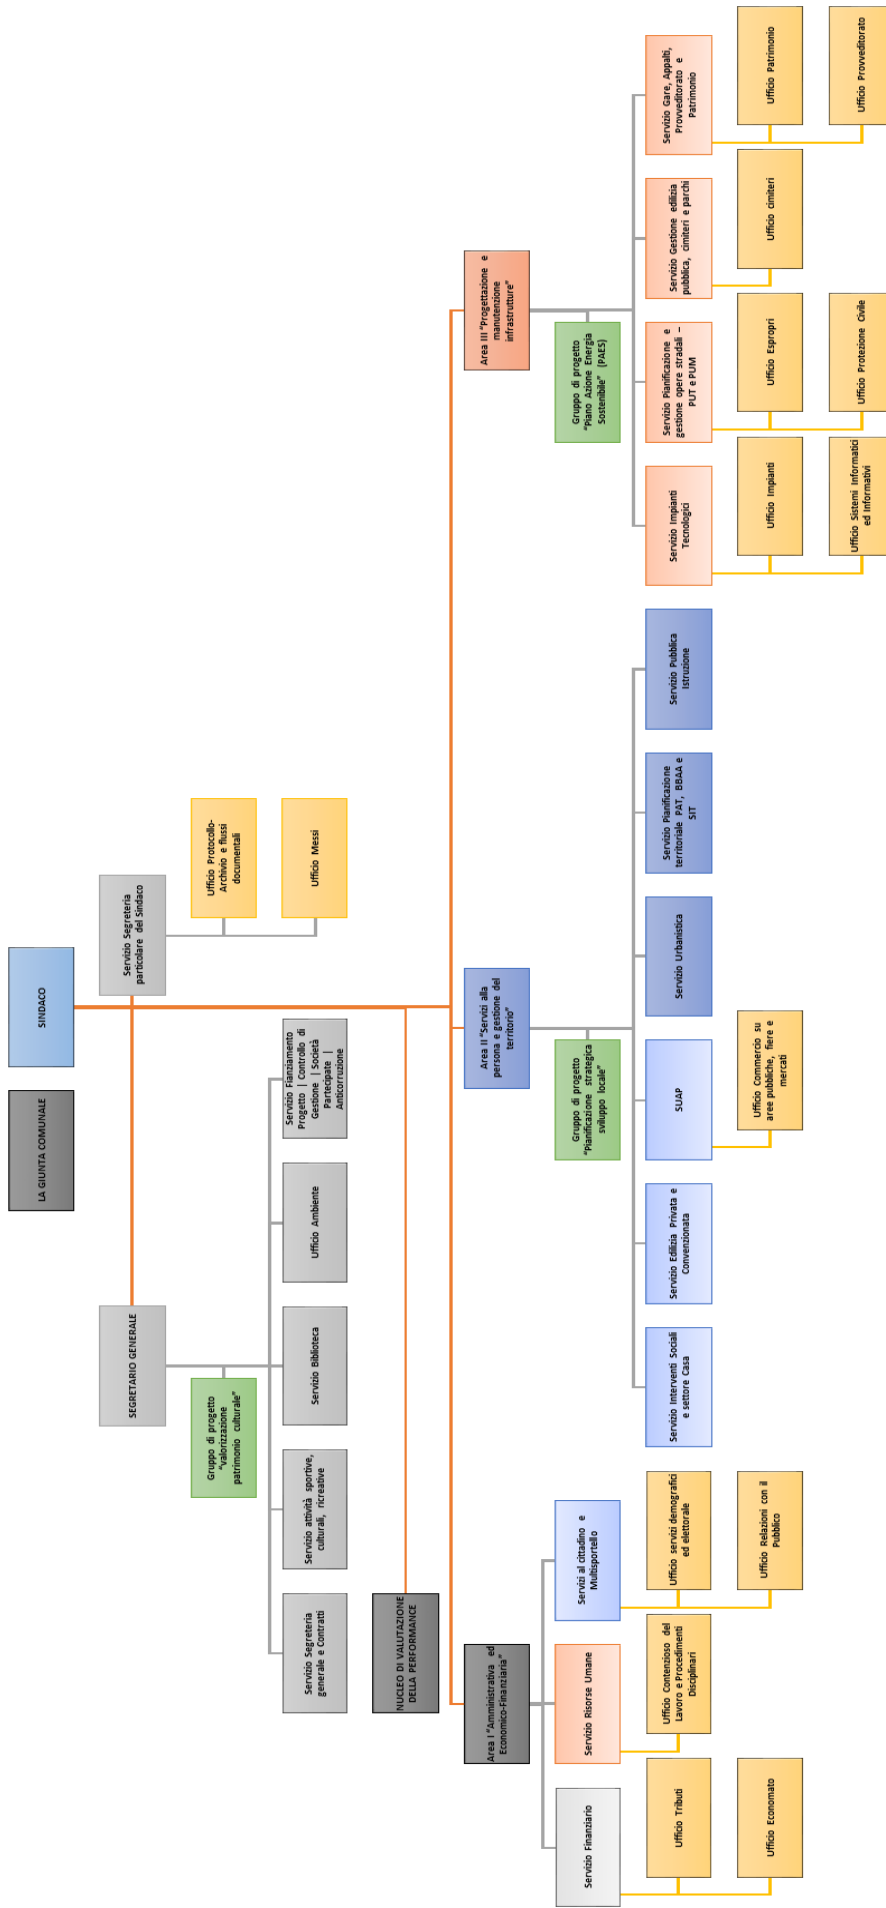 LA GIUNTA COMUNALE
SINDACO
SEGRETARIO GENERALE
Servizio Segreteria
particolare del Sindaco
Gruppo di progetto
"valorizzazione
patrimonio culturale"
Ufficio Protocollo-
Archivio e flussi
documentali
Servizio Segreteria
generale e Contratti
Servizio attività sportive,
culturali, ricreative
Servizio Biblioteca
Ufficio Ambiente
Servizio Fianziamento
Progetto | Controllo di
Gestione | Società
Partecipate |
Anticorruzione
Ufficio Messi
NUCLEO DI VALUTAZIONE
DELLA PERFORMANCE
Area I "Amministrativa ed
Economico-Finanziaria"
Area II "Servizi alla
persona e gestione del
territorio"
Area III "Progettazione e
manutenzione
infrastrutture"
Servizio Finanziario
Servizio Risorse Umane
Servizi al cittadino e
Multisportello
Gruppo di progetto
"Pianificazione strategica
sviluppo locale"
Gruppo di progetto
"Piano Azione Energia
Sostenibile" (PAES)
Ufficio Tributi
Ufficio Contenzioso del
Lavoro e Procedimenti
Disciplinari
Ufficio servizi demografici
ed elettorale
Servizio Interventi Sociali
e settore Casa
Servizio Edilizia Privata e
Convenzionata
SUAP
Servizio Urbanistica
Servizio Pianificazione
territoriale PAT, BBAA e
SIT
Servizio Pubblica
Istruzione
Servizio Impianti
Tecnologici
Servizio Pianificazione e
gestione opere stradali –
PUT e PUM
Servizio Gestione edilizia
pubblica, cimiteri e parchi
Servizio Gare, Appalti,
Provveditorato e
Patrimonio
Ufficio Economato
Ufficio Relazioni con il
Pubblico
Ufficio Commercio su
aree pubbliche, fiere e
mercati
Ufficio Impianti
Ufficio Espropri
Ufficio cimiteri
Ufficio Patrimonio
Ufficio Sistemi Informatici
ed Informativi
Ufficio Protezione Civile
Ufficio Provveditorato